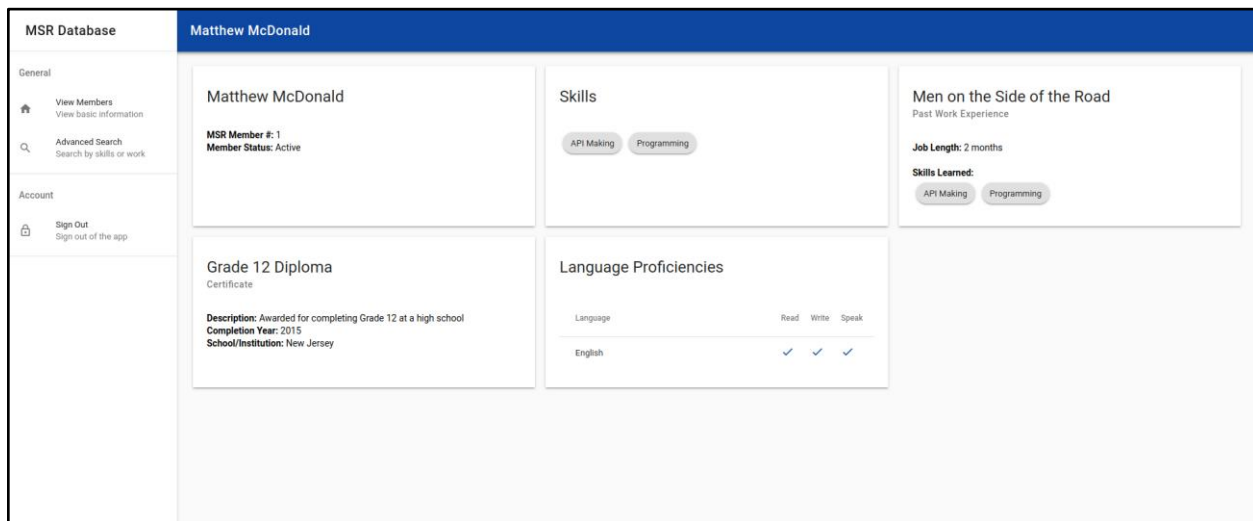 MSR Database
General
View Members
View basic information
Advanced Search
Search by skills or work
Account
Sign Out
Sign out of the app
Matthew McDonald
Matthew McDonald
MSR Member #: 1
Member Status: Active
Skills
API Making Programming
Men on the Side of the Road
Past Work Experience
Job Length: 2 months
Skills Learned:
API Making Programming
Grade 12 Diploma
Certificate
Description: Awarded for completing Grade 12 at a high school
Completion Year: 2015
School/Institution: New Jersey
Language Proficiencies
Language Read Write Speak
English